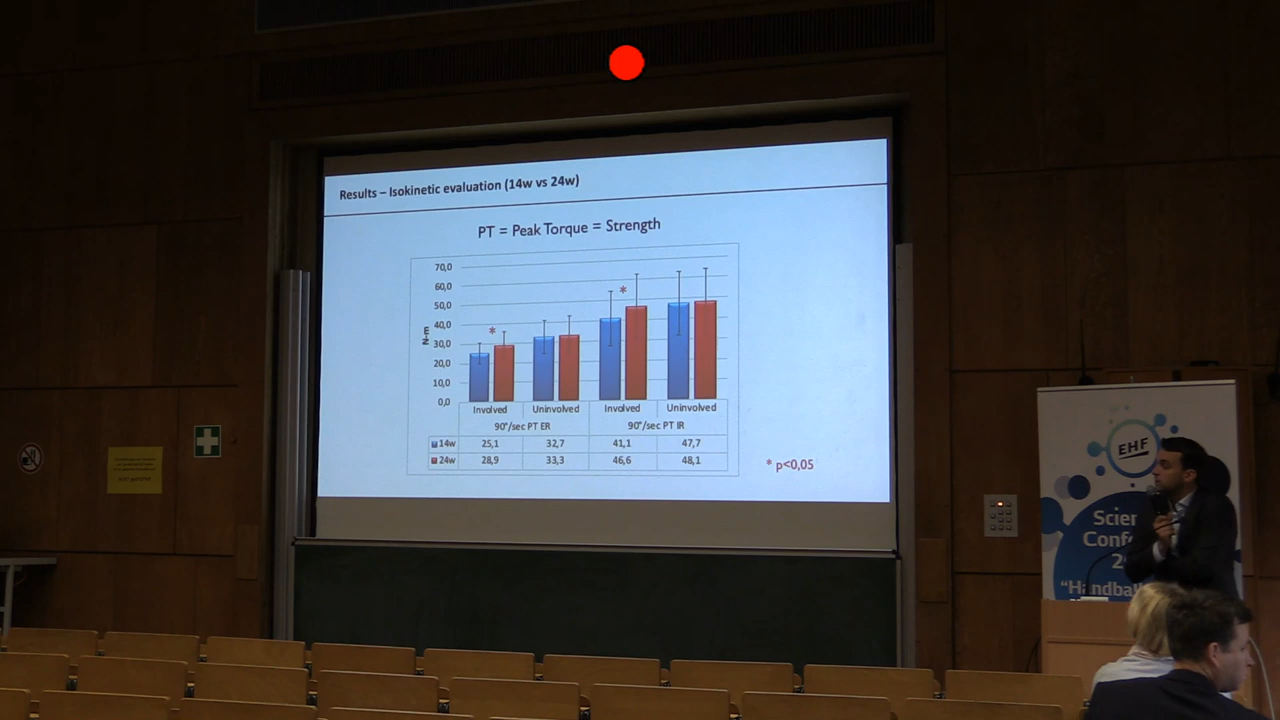 Results – Isokinetic evaluation (14w vs 24w)
PT = Peak Torque = Strength
70,0
60,0
50,0
40,0
30,0
20,0
10,0
0,0
N-m
*
*
Involved Uninvolved Involved Uninvolved
90°/sec PT ER 90°/sec PT IR
14w 25,1 32,7 41,1 47,7
24w 28,9 33,3 46,6 48,1
* p<0,05
EHF
Scien
Confe
2
"Handball